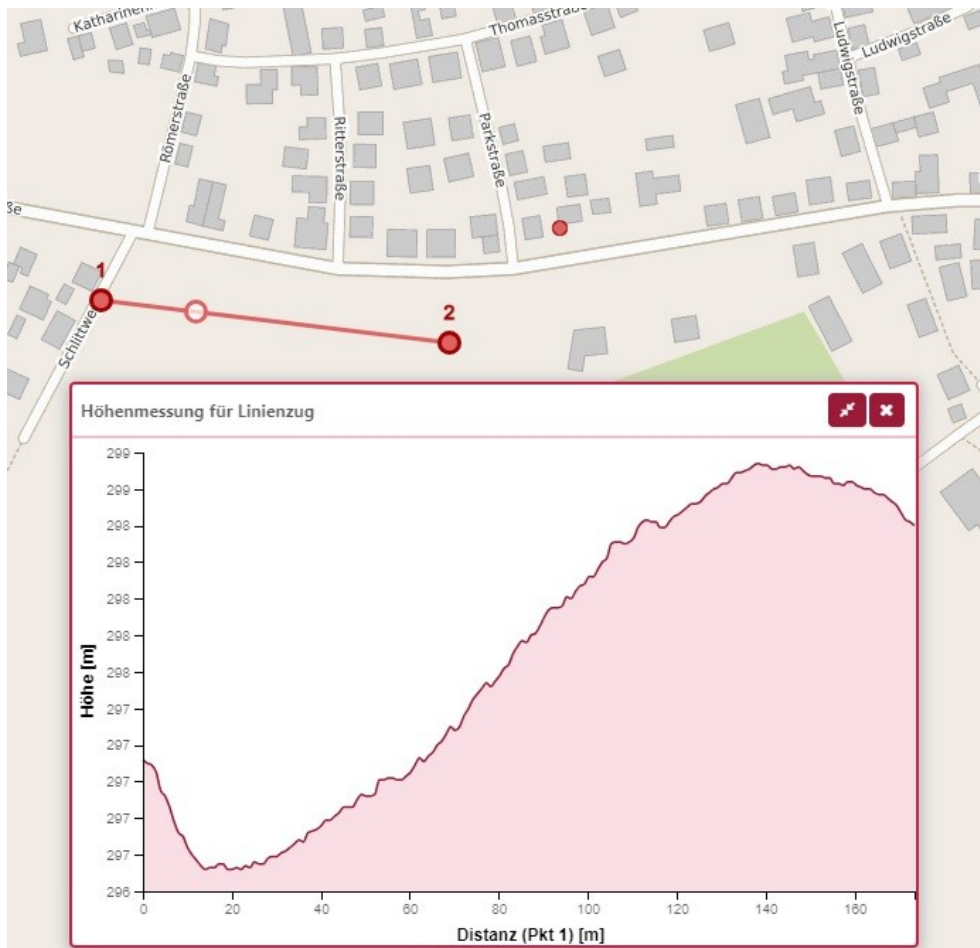 Katharinen
Thomasstraße
Ludwigstraße
Ludwigstraße
Römerstraße
Ritterstraße
Parkstraße
ße
1
2
Schlittwe
Höhenmessung für Linienzug
299
299
298
298
298
298
298
297
297
297
297
297
296
Höhe [m]
0 20 40 60 80 100 120 140 160
Distanz (Pkt 1) [m]